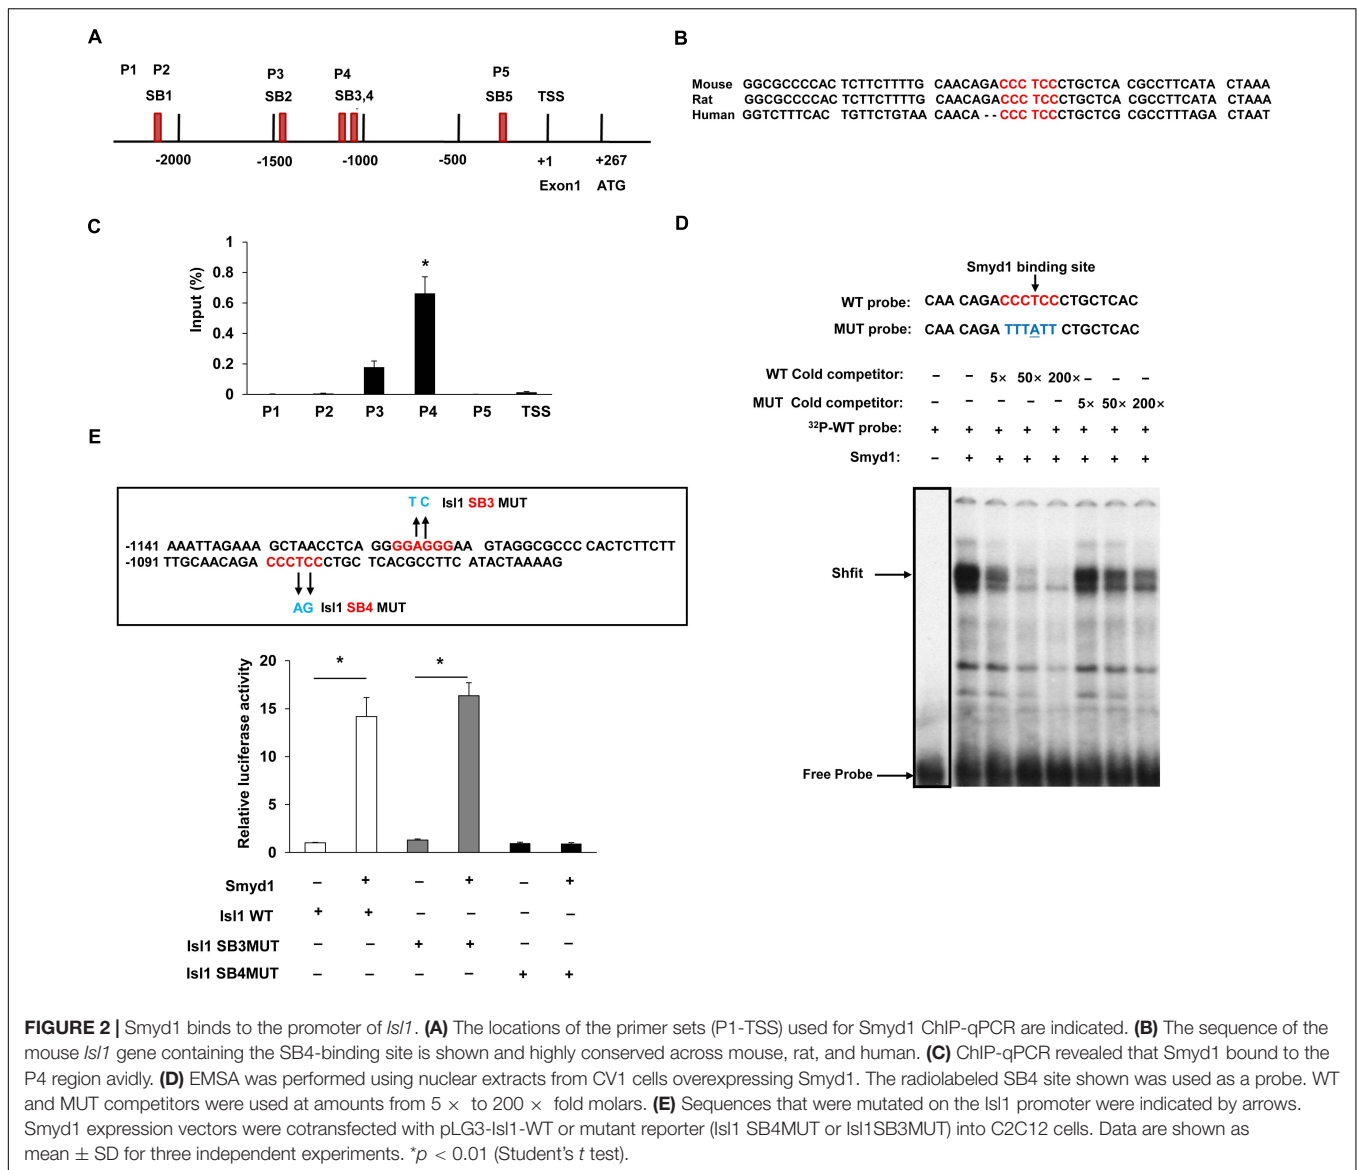 A
P1 P2 P3 P4 P5
SB1 SB2 SB3,4 SB5 TSS
-2000 -1500 -1000 -500 +1 +267
Exon1 ATG
B
Mouse GGCGCCCCAC TCTTCTTTTG CAACAGACCC TCCCTGCTCA CGCCTTCATA CTAAA
Rat GGCGCCCCAC TCTTCTTTTG CAACAGACCC TCCCTGCTCA CGCCTTCATA CTAAA
Human GGTCTTTCAC TGTTCTGTAA CAACA - - CCC TCCCTGCTCG CGCCTTTAGA CTAAT
C
Input (%)
1
0.8
0.6
0.4
0.2
0
*
P1 P2 P3 P4 P5 TSS
D
Smyd1 binding site
WT probe: CAA CAGACCCTCCCTGCTCAC
MUT probe: CAA CAGA TTTATT CTGCTCAC
WT Cold competitor: – – 5× 50× 200× – – –
MUT Cold competitor: – – – – – 5× 50× 200×
32P-WT probe: + + + + + + + +
Smyd1: – + + + + + + +
Shfit
Free Probe
E
T C Isl1 SB3 MUT
-1141 AAATTAGAAA GCTAACCTCA GGGGAGGGAA GTAGGCGCCC CACTCTTCTT
-1091 TTGCAACAGA CCCTCCCTGC TCACGCCTTC ATACTAAAAG
AG Isl1 SB4 MUT
Relative luciferase activity
20
15
10
5
0
* *
Smyd1 – + – + – +
Isl1 WT + + – – – –
Isl1 SB3MUT – – + + – –
Isl1 SB4MUT – – – – + +
FIGURE 2 | Smyd1 binds to the promoter of Isl1. (A) The locations of the primer sets (P1-TSS) used for Smyd1 ChIP-qPCR are indicated. (B) The sequence of the
mouse Isl1 gene containing the SB4-binding site is shown and highly conserved across mouse, rat, and human. (C) ChIP-qPCR revealed that Smyd1 bound to the
P4 region avidly. (D) EMSA was performed using nuclear extracts from CV1 cells overexpressing Smyd1. The radiolabeled SB4 site shown was used as a probe. WT
and MUT competitors were used at amounts from 5 × to 200 × fold molars. (E) Sequences that were mutated on the Isl1 promoter were indicated by arrows.
Smyd1 expression vectors were cotransfected with pLG3-Isl1-WT or mutant reporter (Isl1 SB4MUT or Isl1SB3MUT) into C2C12 cells. Data are shown as
mean ± SD for three independent experiments. *p < 0.01 (Student's t test).